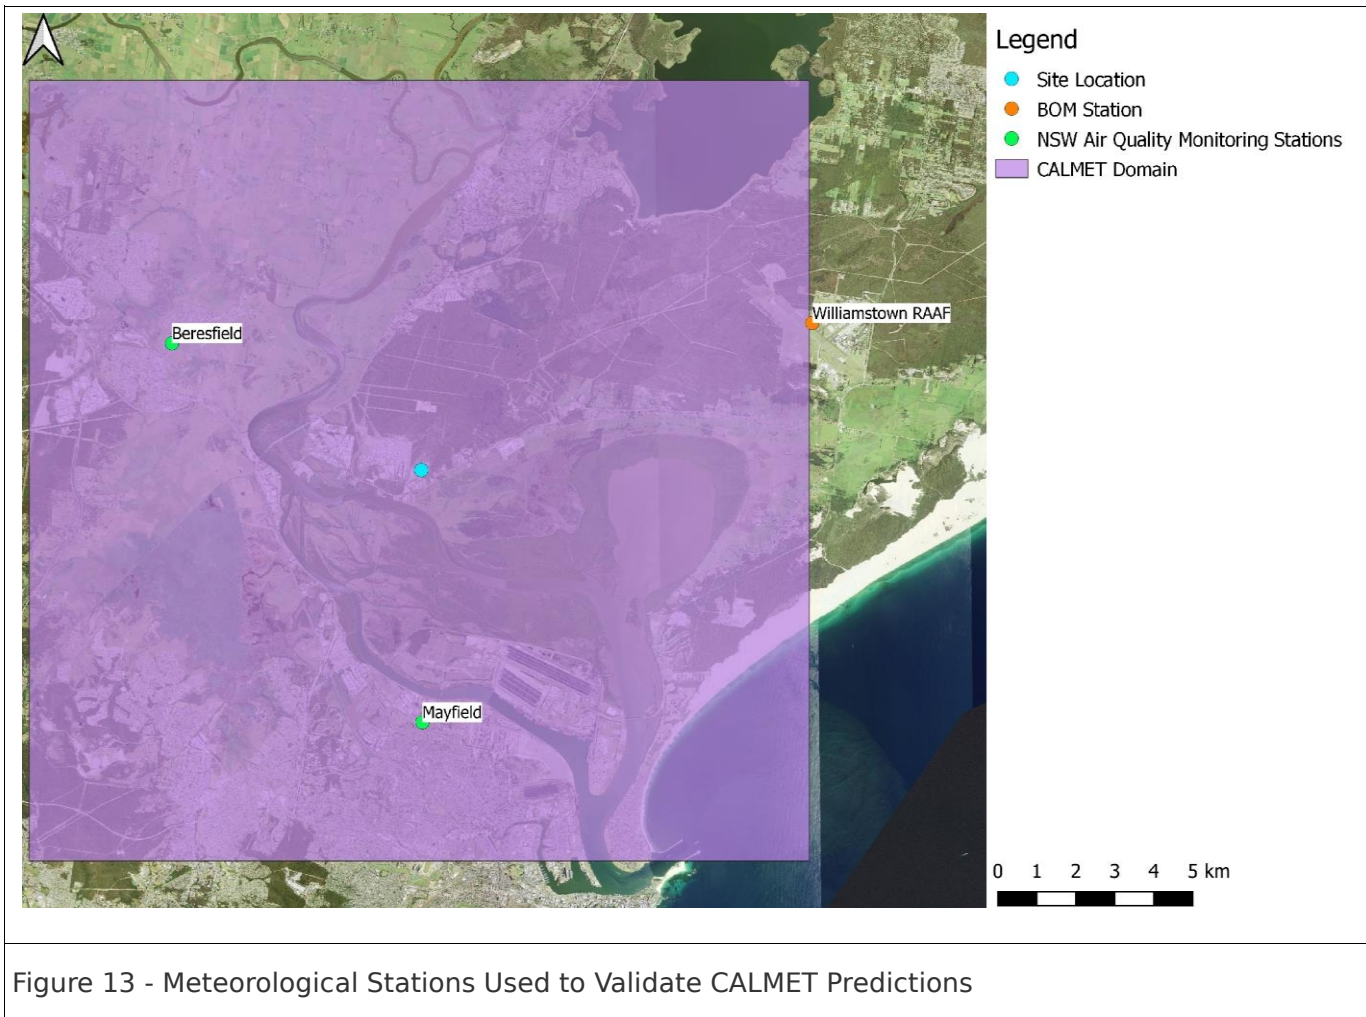 Legend
Site Location
BOM Station
NSW Air Quality Monitoring Stations
CALMET Domain
Williamstown RAAF
Beresfield
Mayfield
0 1 2 3 4 5 km
Figure 13 - Meteorological Stations Used to Validate CALMET Predictions